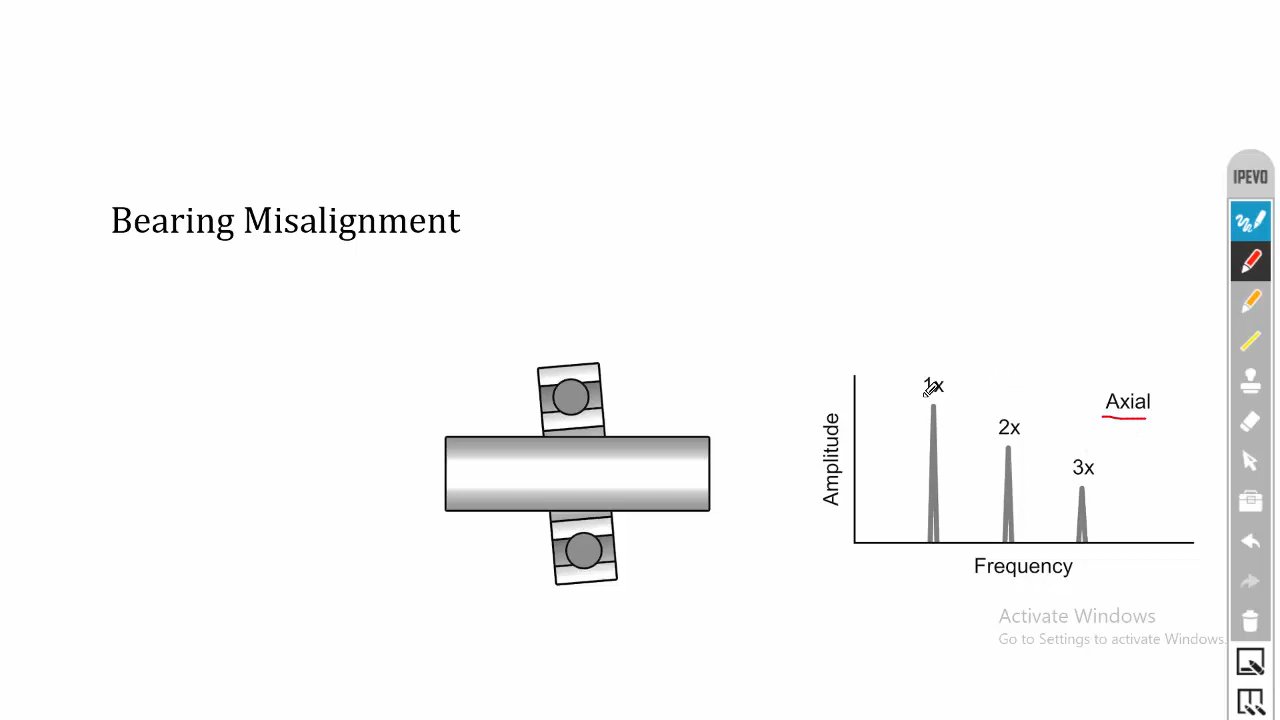 IPEVO
Bearing Misalignment
1x
Axial
2x
3x
Amplitude
Frequency
Activate Windows
Go to Settings to activate Windows.